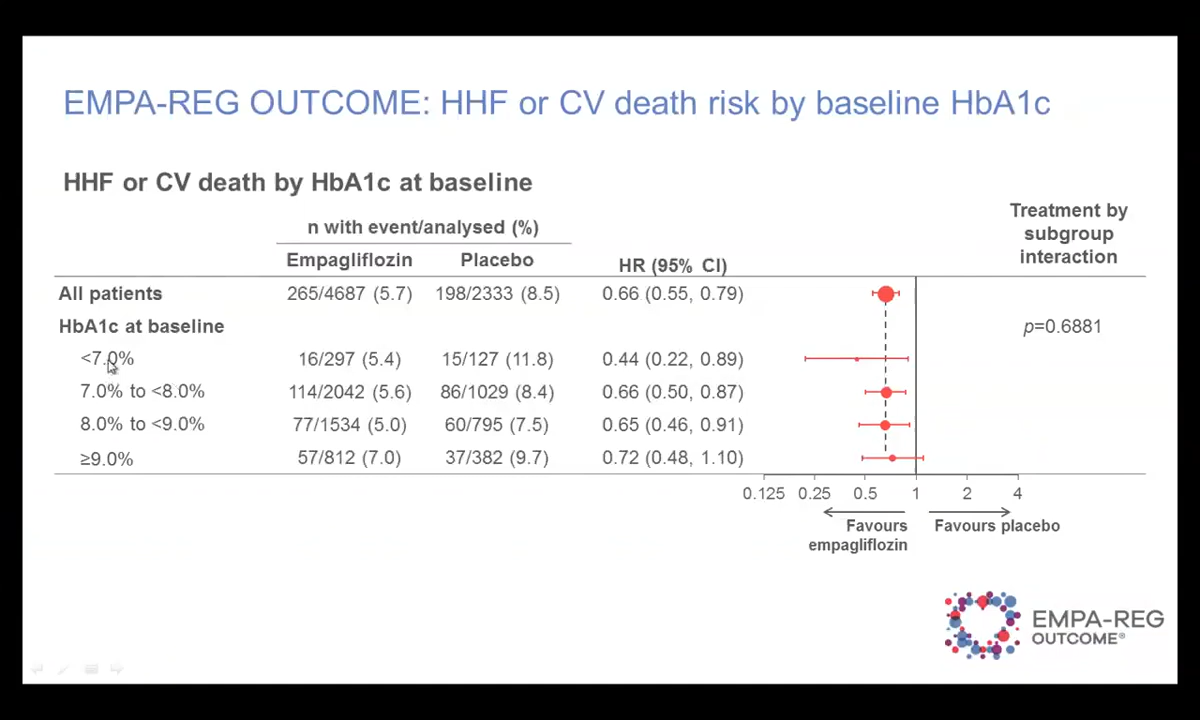 EMPA-REG OUTCOME: HHF or CV death risk by baseline HbA1c
HHF or CV death by HbA1c at baseline
n with event/analysed (%)
Empagliflozin Placebo HR (95% CI)
Treatment by
subgroup
interaction
All patients 265/4687 (5.7) 198/2333 (8.5) 0.66 (0.55, 0.79)
HbA1c at baseline p=0.6881
<7.0% 16/297 (5.4) 15/127 (11.8) 0.44 (0.22, 0.89)
7.0% to <8.0% 114/2042 (5.6) 86/1029 (8.4) 0.66 (0.50, 0.87)
8.0% to <9.0% 77/1534 (5.0) 60/795 (7.5) 0.65 (0.46, 0.91)
≥9.0% 57/812 (7.0) 37/382 (9.7) 0.72 (0.48, 1.10)
0.125 0.25 0.5 1 2 4
Favours
empagliflozin
Favours placebo
EMPA-REG
OUTCOME®